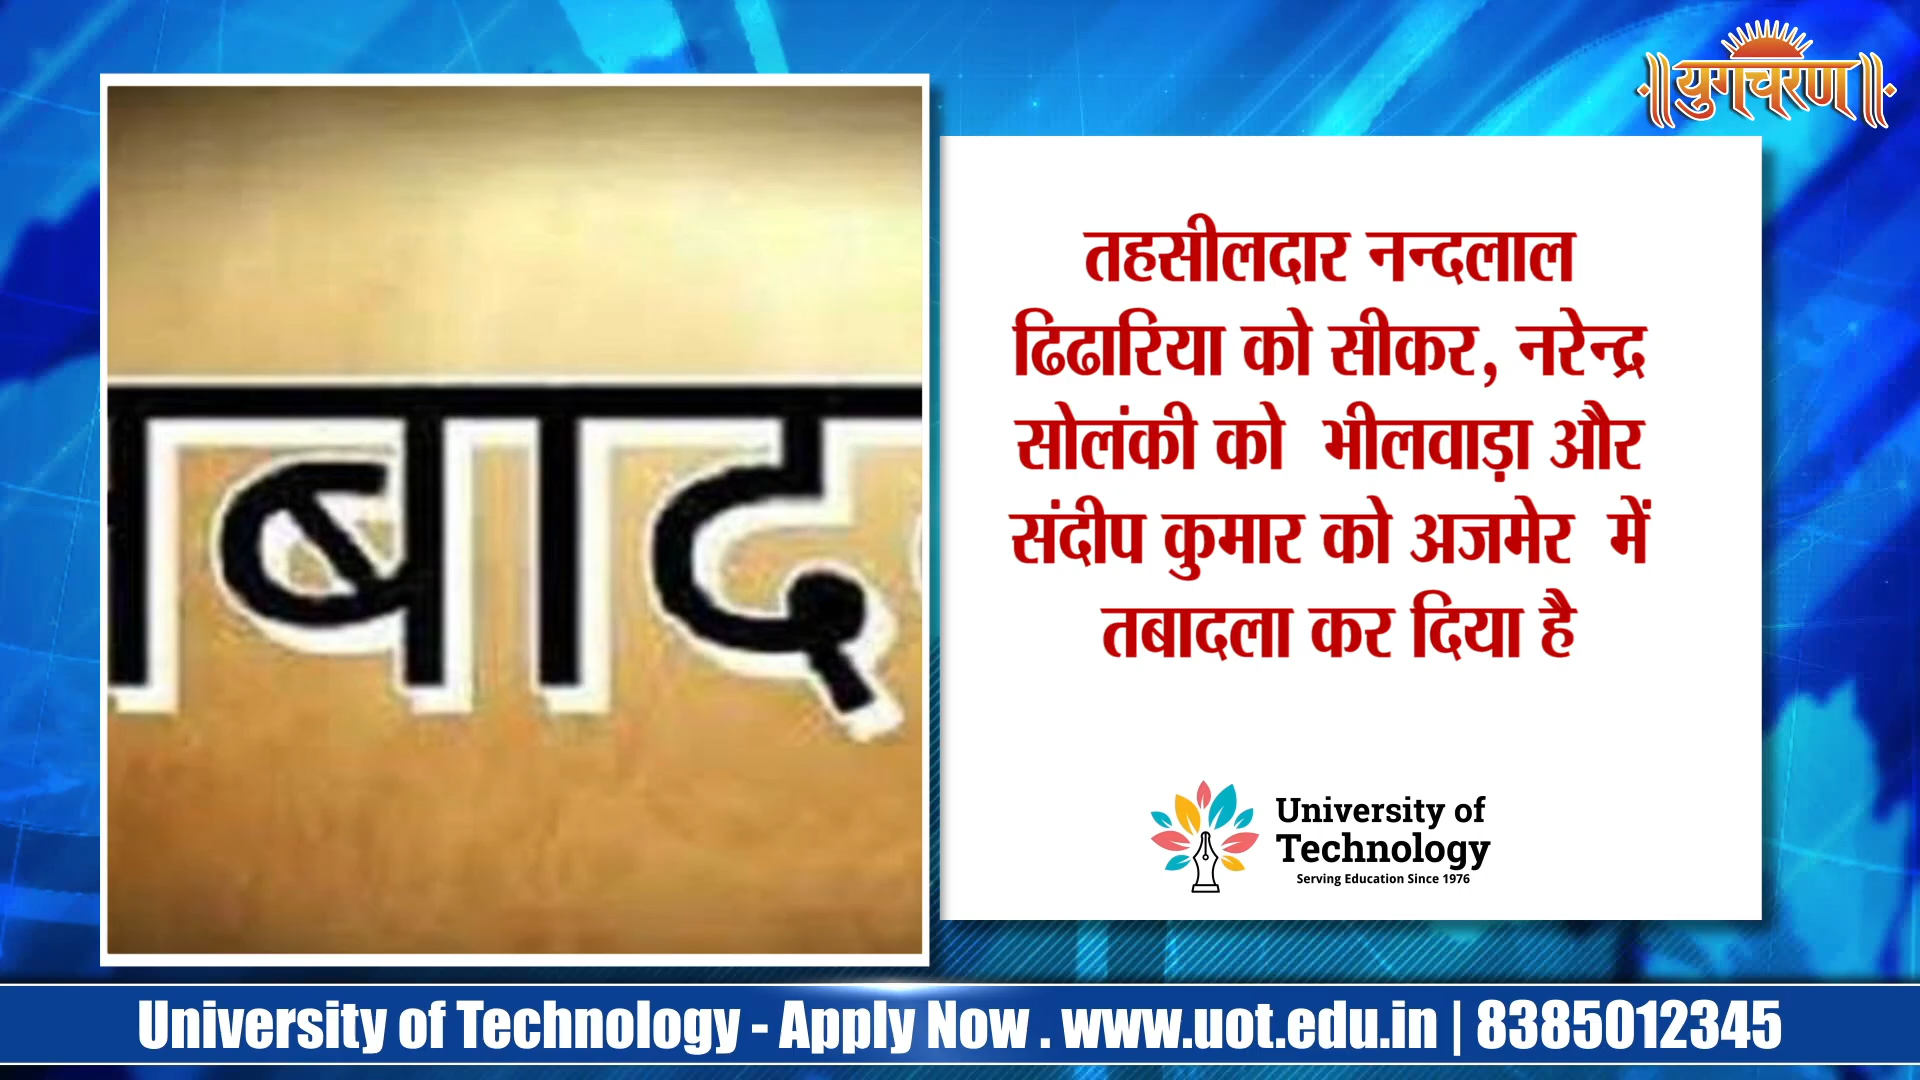 युगचरण
बाद
तहसीलदार नन्दलाल
ढिढारिया को सीकर, नरेन्द्र
सोलंकी को भीलवाड़ा और
संदीप कुमार को अजमेर में
तबादला कर दिया है
University of
Technology
Serving Education Since 1976
University of Technology - Apply Now . www.uot.edu.in | 8385012345